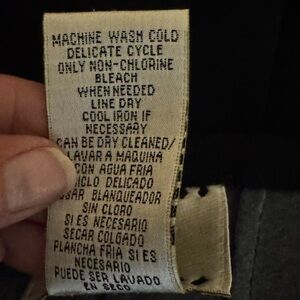 MACHINE WASH COLD
DELICATE CYCLE
ONLY NON-CHLORINE
BLEACH
WHEN NEEDED
LINE DRY
COOL IRON IF
NECESSARY
CAN BE DRY CLEANED/
LAVAR A MAQUINA
CON AGUA FRIA
CICLO DELICADO
USAR BLANQUEADOR
SIN CLORO
SI ES NECESARIO
SECAR COLGADO
PLANCHA FRIA SI ES
NECESARIO
PUEDE SER LAVADO
EN SECO